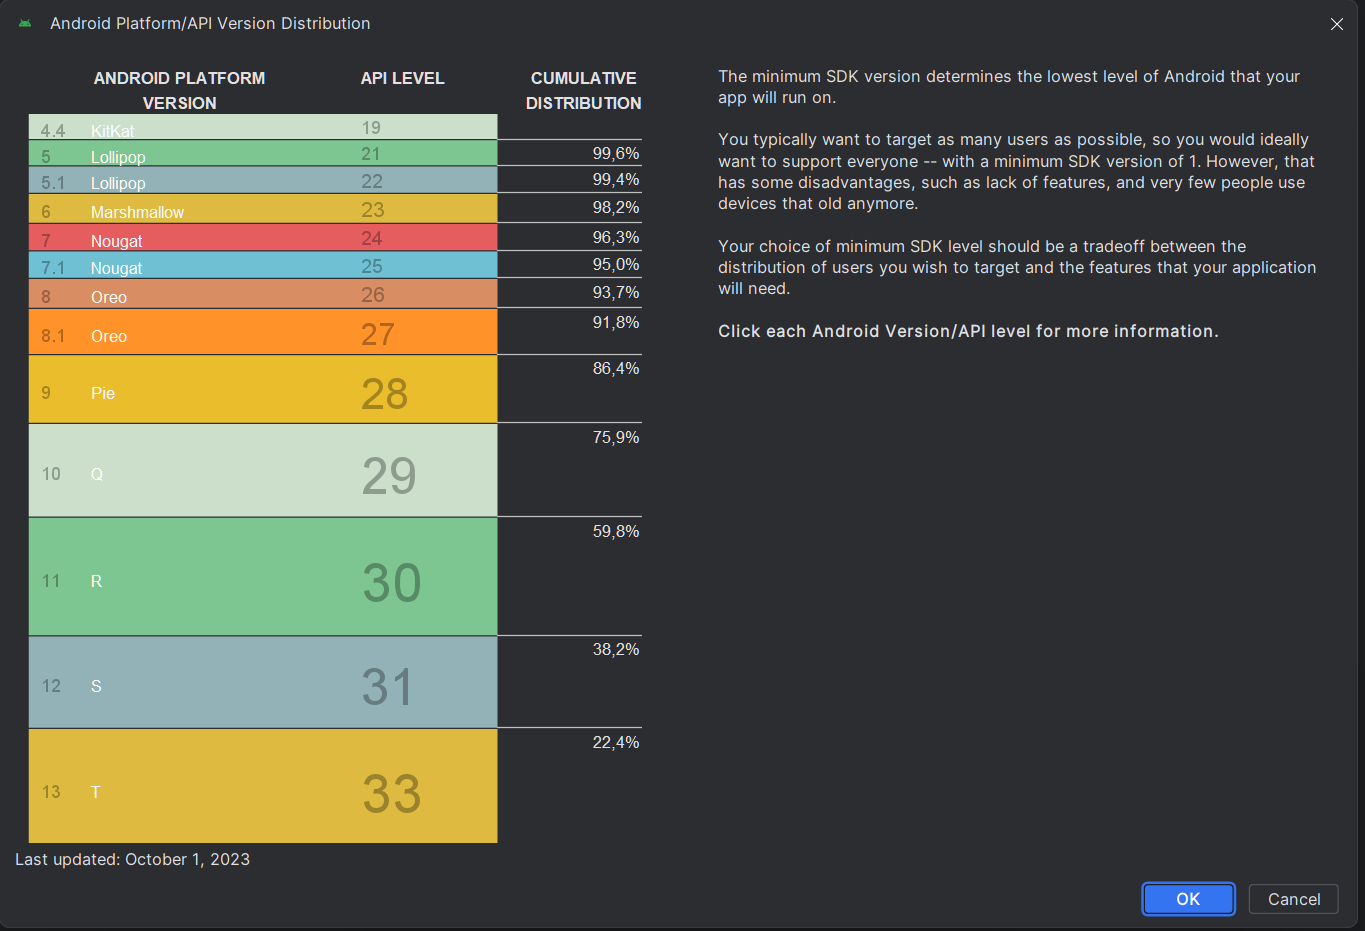 Android Platform/API Version Distribution
ANDROID PLATFORM VERSION API LEVEL CUMULATIVE DISTRIBUTION
4.4 KitKat 19
5 Lollipop 21 99,6%
5.1 Lollipop 22 99,4%
6 Marshmallow 23 98,2%
7 Nougat 24 96,3%
7.1 Nougat 25 95,0%
8 Oreo 26 93,7%
8.1 Oreo 27 91,8%
9 Pie 28 86,4%
10 Q 29 75,9%
11 R 30 59,8%
12 S 31 38,2%
13 T 33 22,4%
Last updated: October 1, 2023
The minimum SDK version determines the lowest level of Android that your
app will run on.
You typically want to target as many users as possible, so you would ideally
want to support everyone -- with a minimum SDK version of 1. However, that
has some disadvantages, such as lack of features, and very few people use
devices that old anymore.
Your choice of minimum SDK level should be a tradeoff between the
distribution of users you wish to target and the features that your application
will need.
Click each Android Version/API level for more information.
OK Cancel